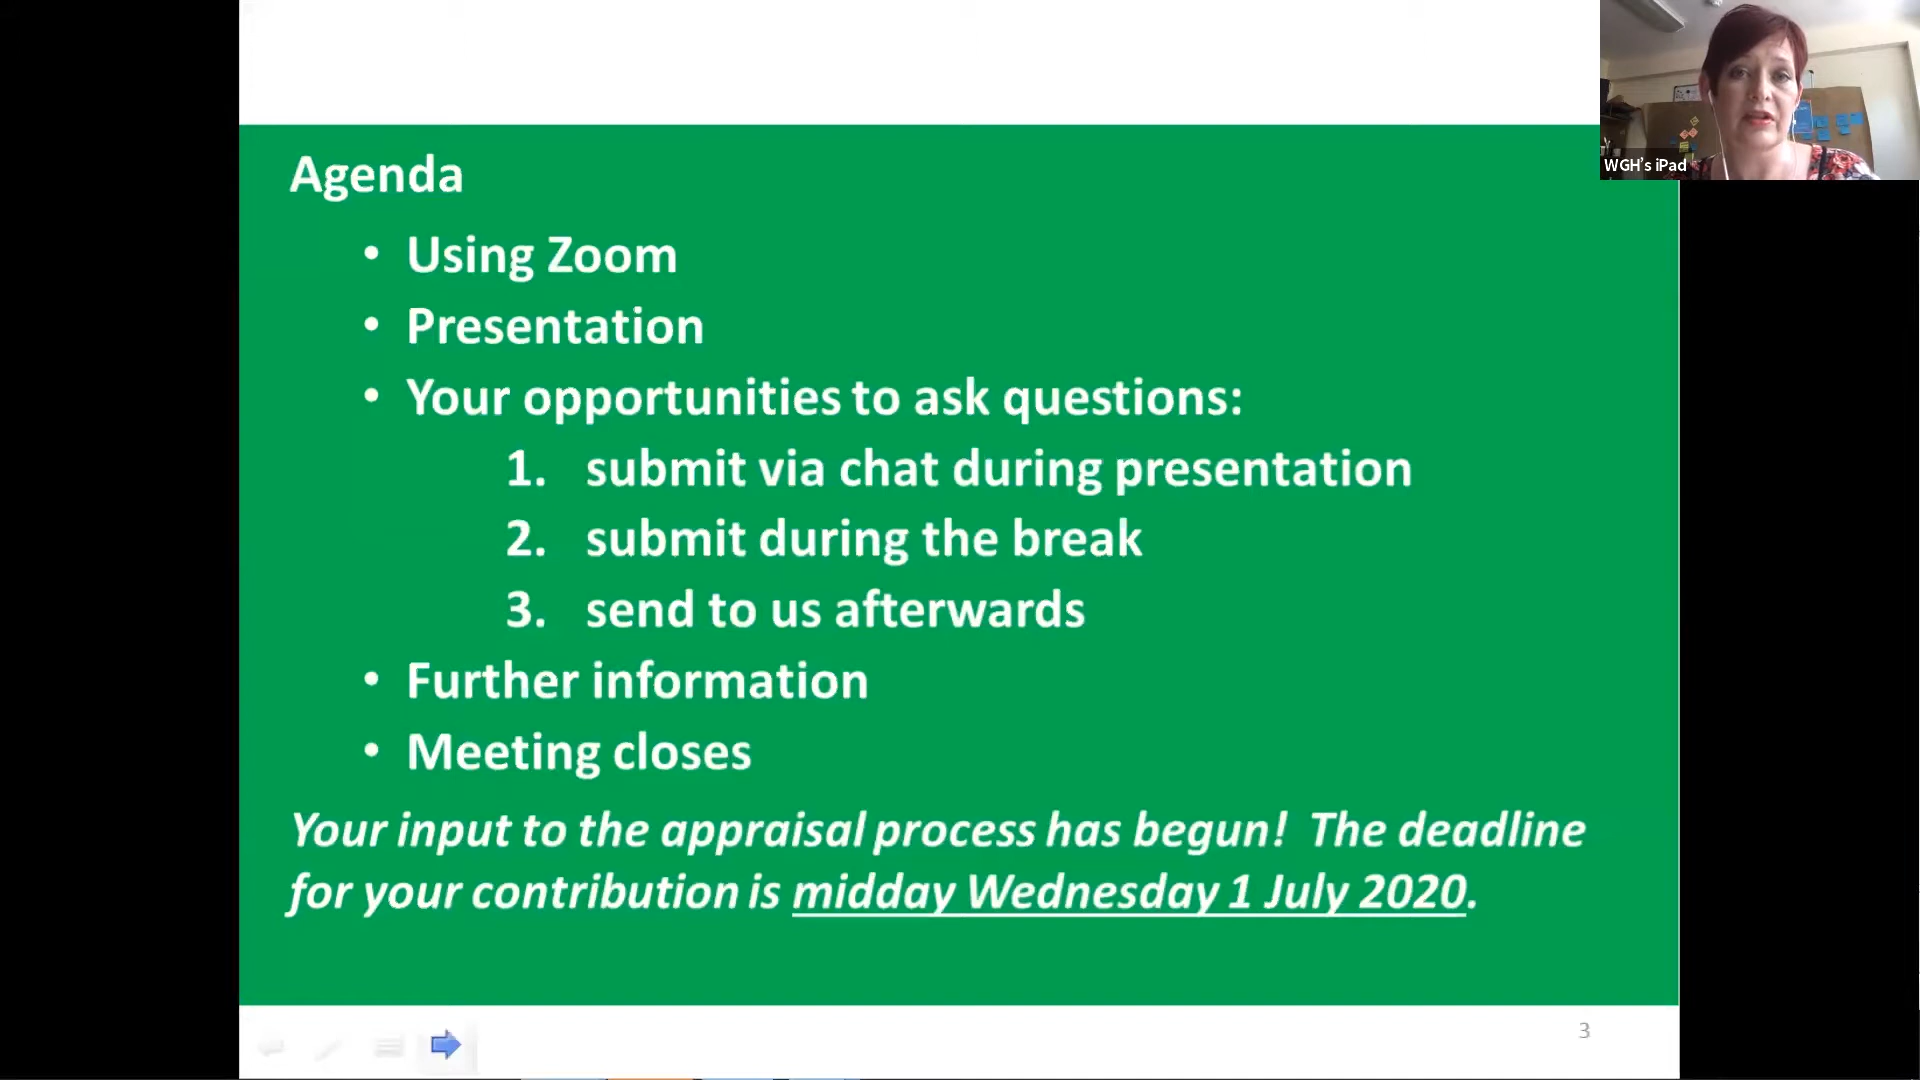 WGH’s iPad
Agenda
• Using Zoom
• Presentation
• Your opportunities to ask questions:
1. submit via chat during presentation
2. submit during the break
3. send to us afterwards
• Further information
• Meeting closes
Your input to the appraisal process has begun! The deadline
for your contribution is midday Wednesday 1 July 2020.
3